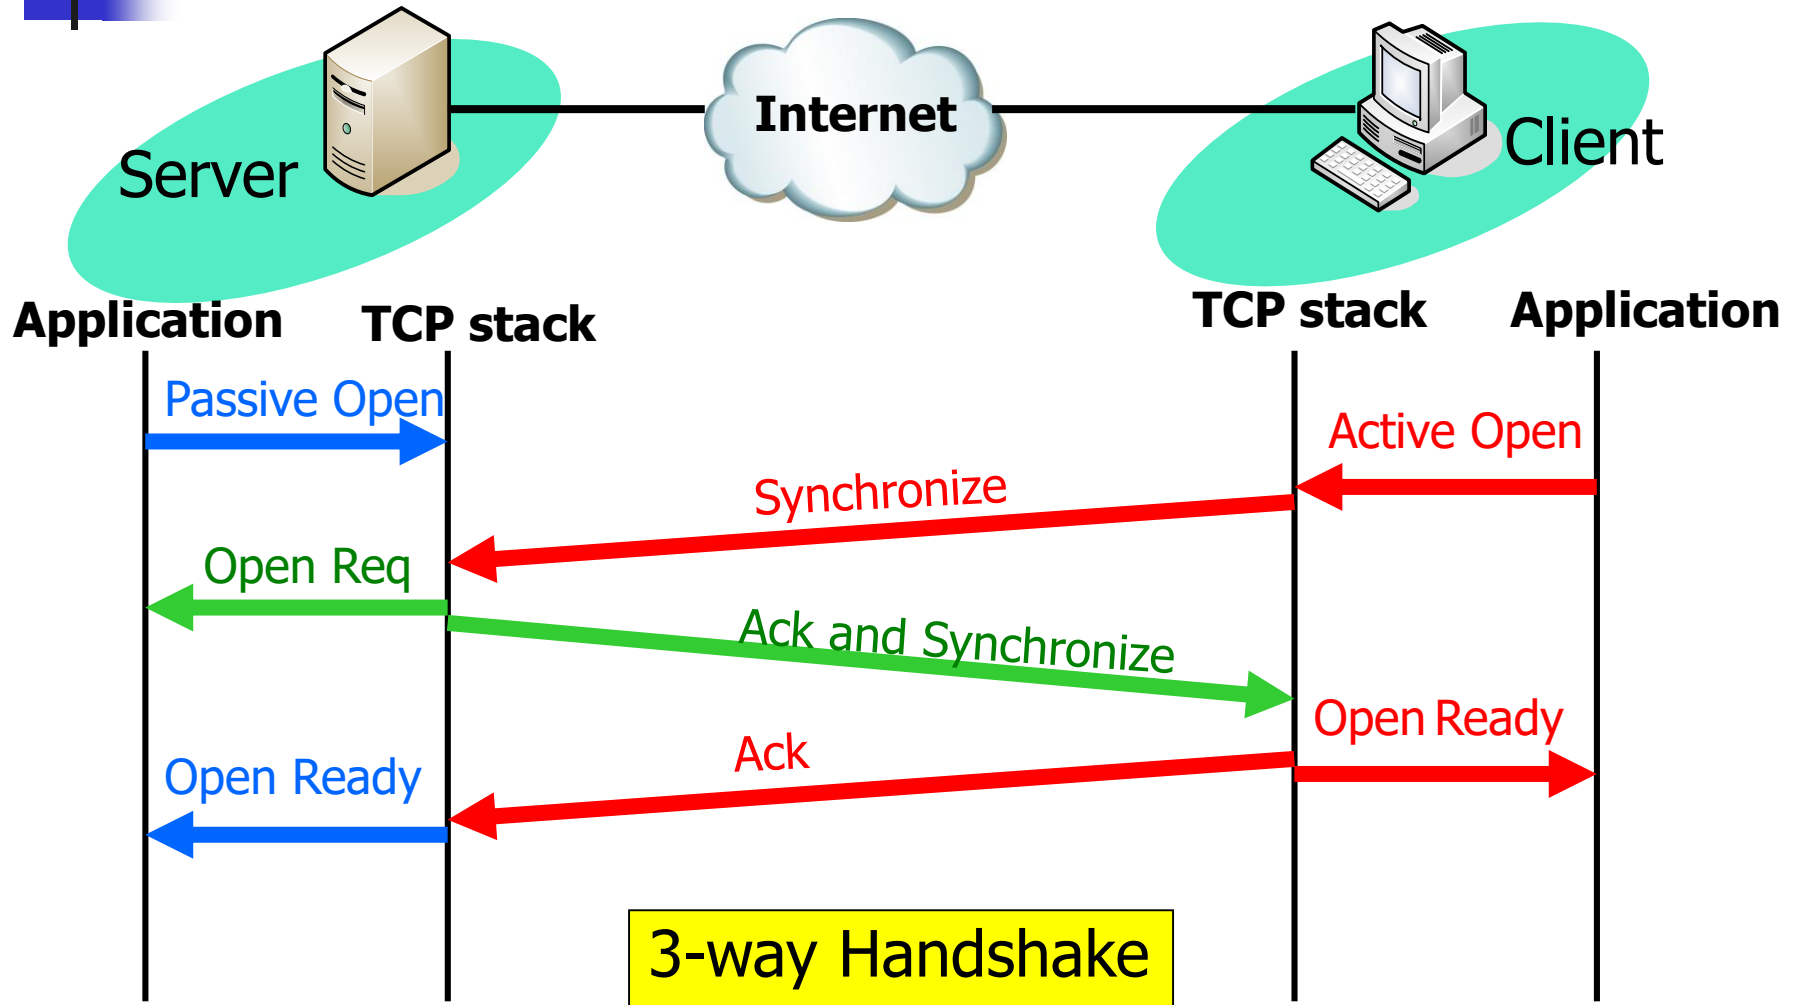 Server
Internet
Client
Application
TCP stack
TCP stack
Application
Passive Open
Active Open
Synchronize
Open Req
Ack and Synchronize
Open Ready
Ack
Open Ready
3-way Handshake